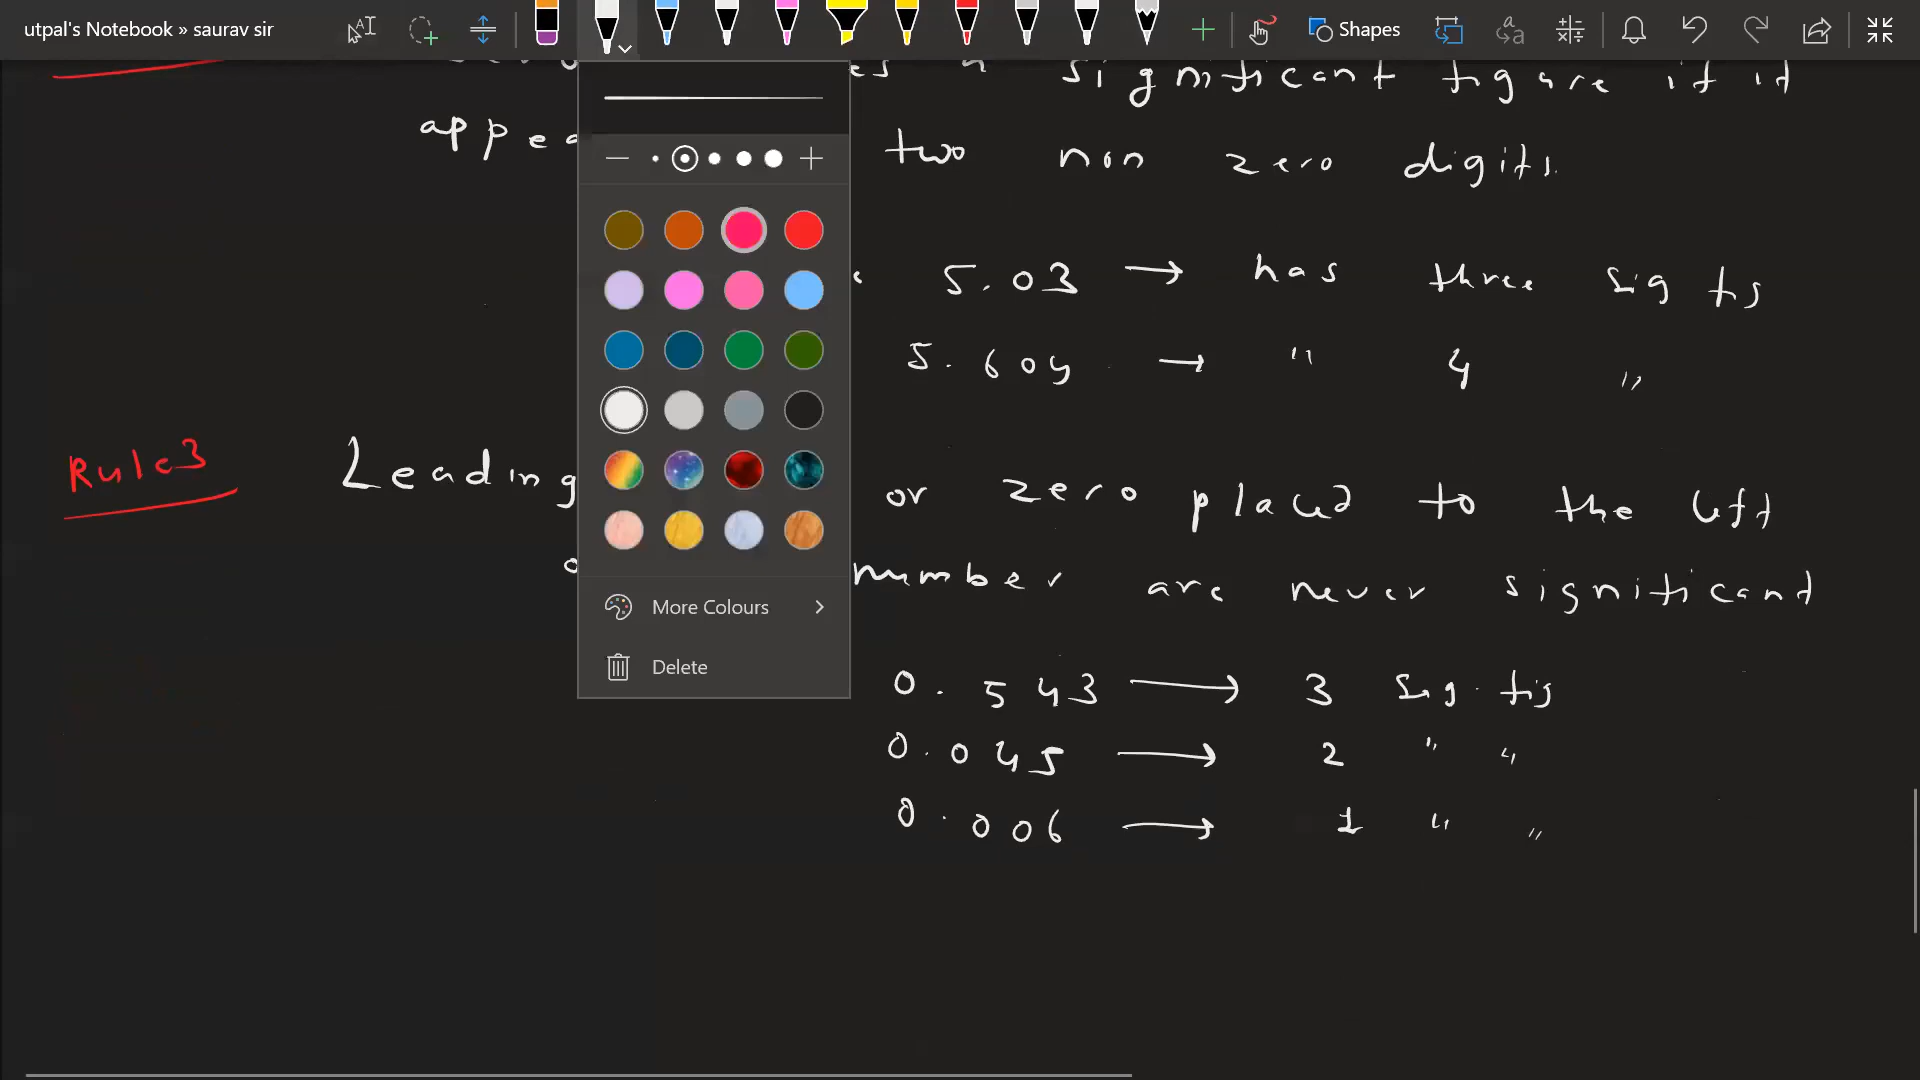 utpal's Notebook » saurav sir
Shapes
a significant figure if it
appea two non zero digits.
5.03 → has three sig fig
5.604 → " 4 "
Rule3 Leading or zero placed to the left
number are never significant
0.543 → 3 Sig. fig
0.045 → 2 " "
0.006 → 1 " "
More Colours
Delete